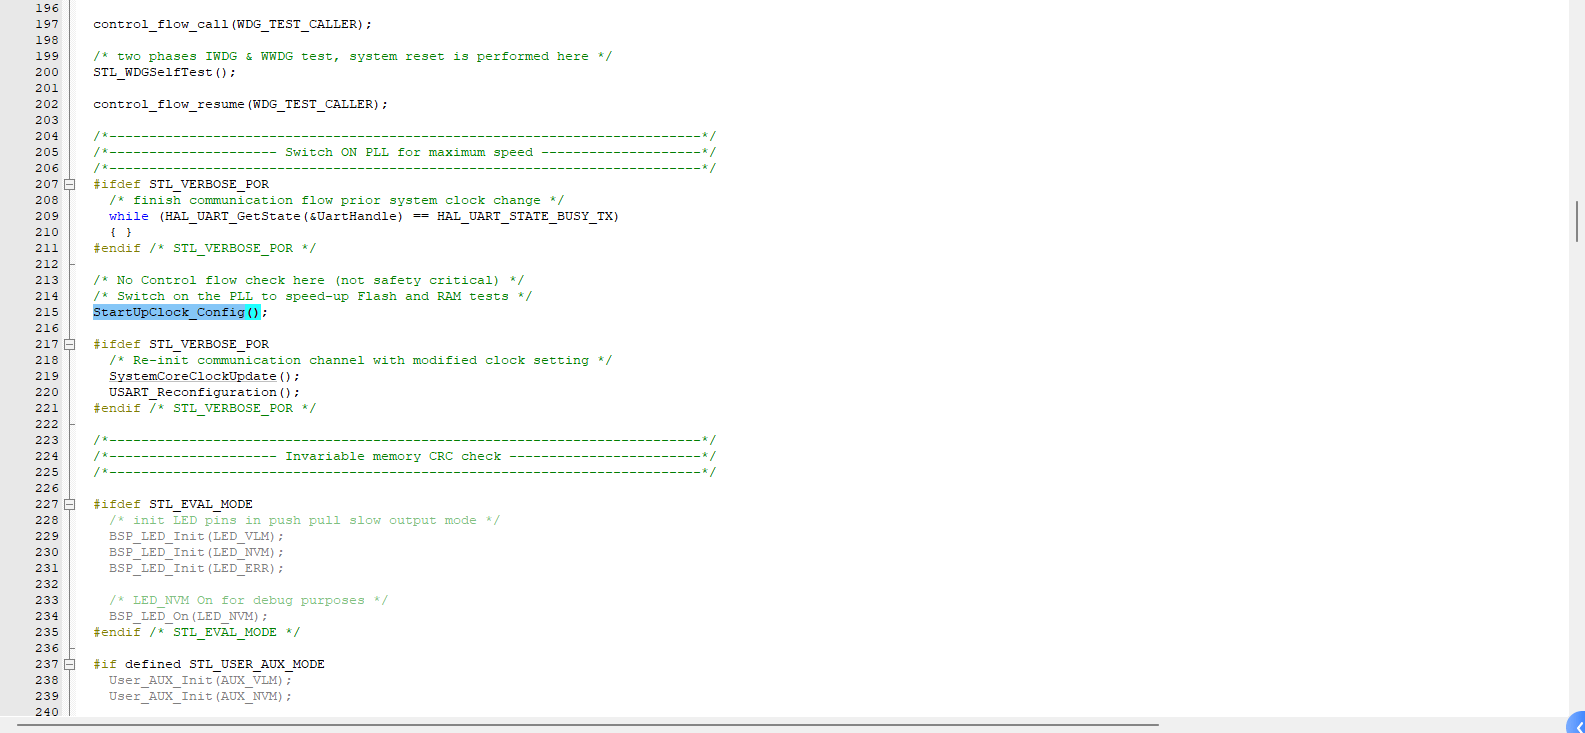 196
197 control_flow_call(WDG_TEST_CALLER);
198
199 /* two phases IWDG & WWDG test, system reset is performed here */
200 STL_WDGSelfTest();
201
202 control_flow_resume(WDG_TEST_CALLER);
203
204 /*--------------------------------------------------------------------------*/
205 /*--------------------- Switch ON PLL for maximum speed --------------------*/
206 /*--------------------------------------------------------------------------*/
207 #ifdef STL_VERBOSE_POR
208 /* finish communication flow prior system clock change */
209 while (HAL_UART_GetState(&UartHandle) == HAL_UART_STATE_BUSY_TX)
210 { }
211 #endif /* STL_VERBOSE_POR */
212
213 /* No Control flow check here (not safety critical) */
214 /* Switch on the PLL to speed-up Flash and RAM tests */
215 StartUpClock_Config();
216
217 #ifdef STL_VERBOSE_POR
218 /* Re-init communication channel with modified clock setting */
219 SystemCoreClockUpdate();
220 USART_Reconfiguration();
221 #endif /* STL_VERBOSE_POR */
222
223 /*--------------------------------------------------------------------------*/
224 /*--------------------- Invariable memory CRC check ------------------------*/
225 /*--------------------------------------------------------------------------*/
226
227 #ifdef STL_EVAL_MODE
228 /* init LED pins in push pull slow output mode */
229 BSP_LED_Init(LED_VLM);
230 BSP_LED_Init(LED_NVM);
231 BSP_LED_Init(LED_ERR);
232
233 /* LED_NVM On for debug purposes */
234 BSP_LED_On(LED_NVM);
235 #endif /* STL_EVAL_MODE */
236
237 #if defined STL_USER_AUX_MODE
238 User_AUX_Init(AUX_VLM);
239 User_AUX_Init(AUX_NVM);
240